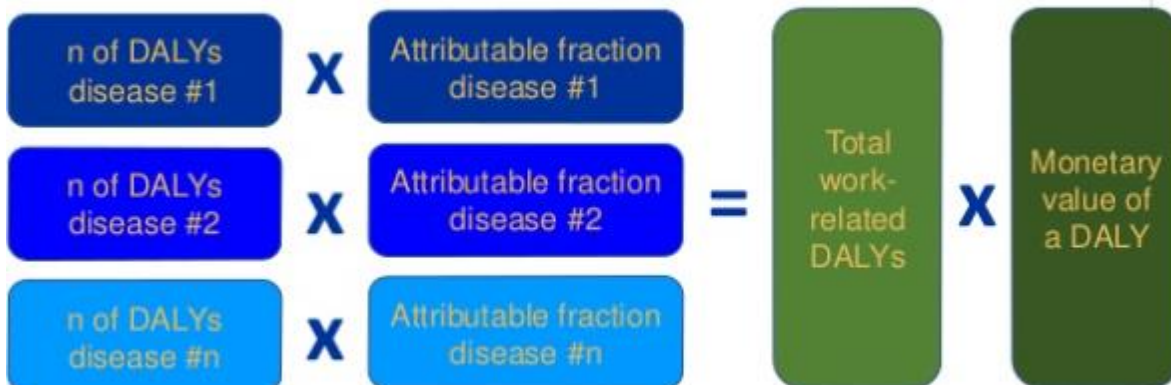 n of DALYs
disease #1
X
Attributable fraction
disease #1
n of DALYs
disease #2
X
Attributable fraction
disease #2
n of DALYs
disease #n
X
Attributable fraction
disease #n
=
Total
work-
related
DALYs
X
Monetary
value of
a DALY